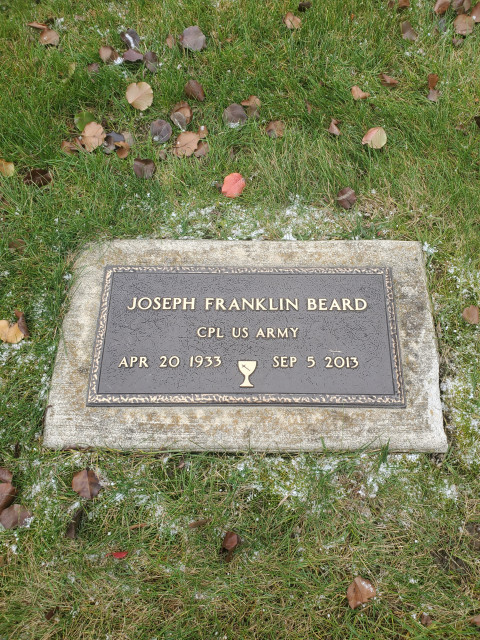 JOSEPH FRANKLIN BEARD
CPL US ARMY
APR 20 1933 SEP 5 2013